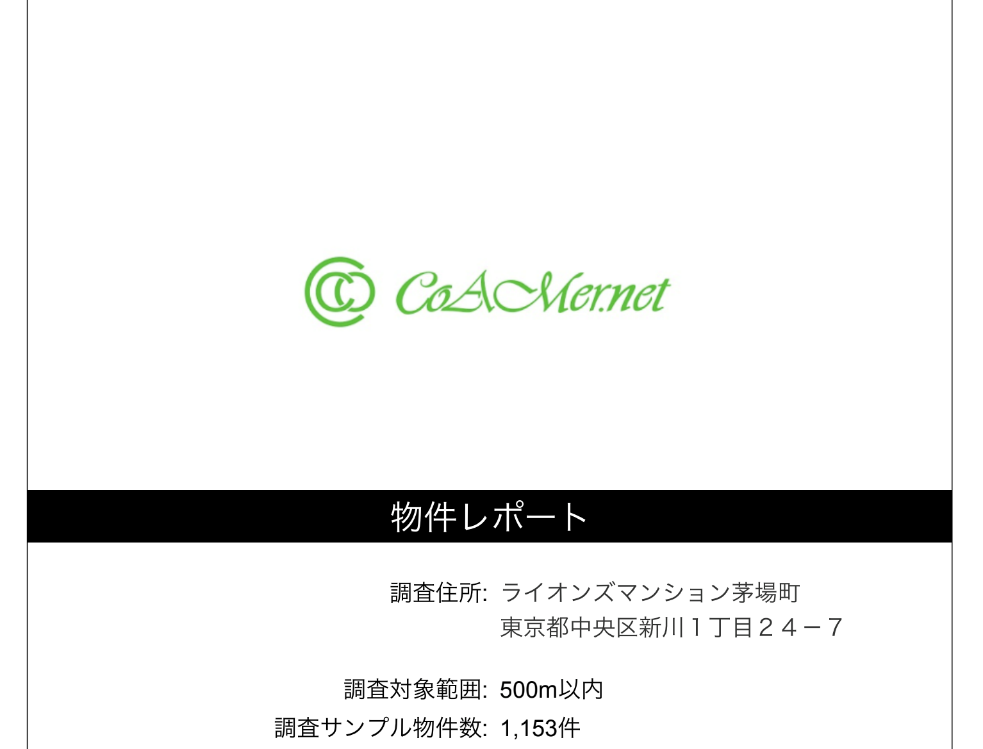 CoAMer.net
物件レポート
調査住所: ライオンズマンション茅場町
東京都中央区新川１丁目２４－７
調査対象範囲: 500m以内
調査サンプル物件数: 1,153件